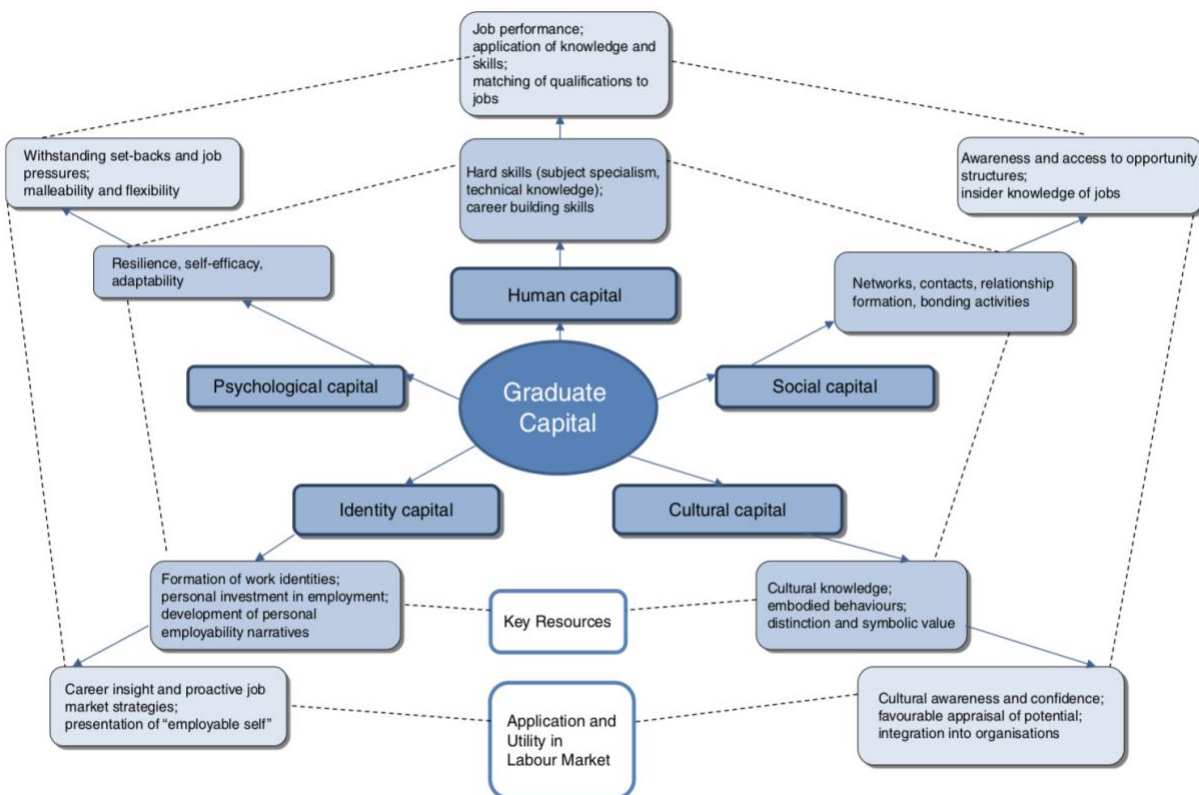 Job performance;
application of knowledge and
skills;
matching of qualifications to
jobs
Withstanding set-backs and job
pressures;
malleability and flexibility
Hard skills (subject specialism,
technical knowledge);
career building skills
Awareness and access to opportunity
structures;
insider knowledge of jobs
Resilience, self-efficacy,
adaptability
Human capital
Networks, contacts, relationship
formation, bonding activities
Psychological capital
Graduate
Capital
Social capital
Identity capital
Cultural capital
Formation of work identities;
personal investment in employment;
development of personal
employability narratives
Key Resources
Cultural knowledge;
embodied behaviours;
distinction and symbolic value
Career insight and proactive job
market strategies;
presentation of “employable self”
Application and
Utility in
Labour Market
Cultural awareness and confidence;
favourable appraisal of potential;
integration into organisations